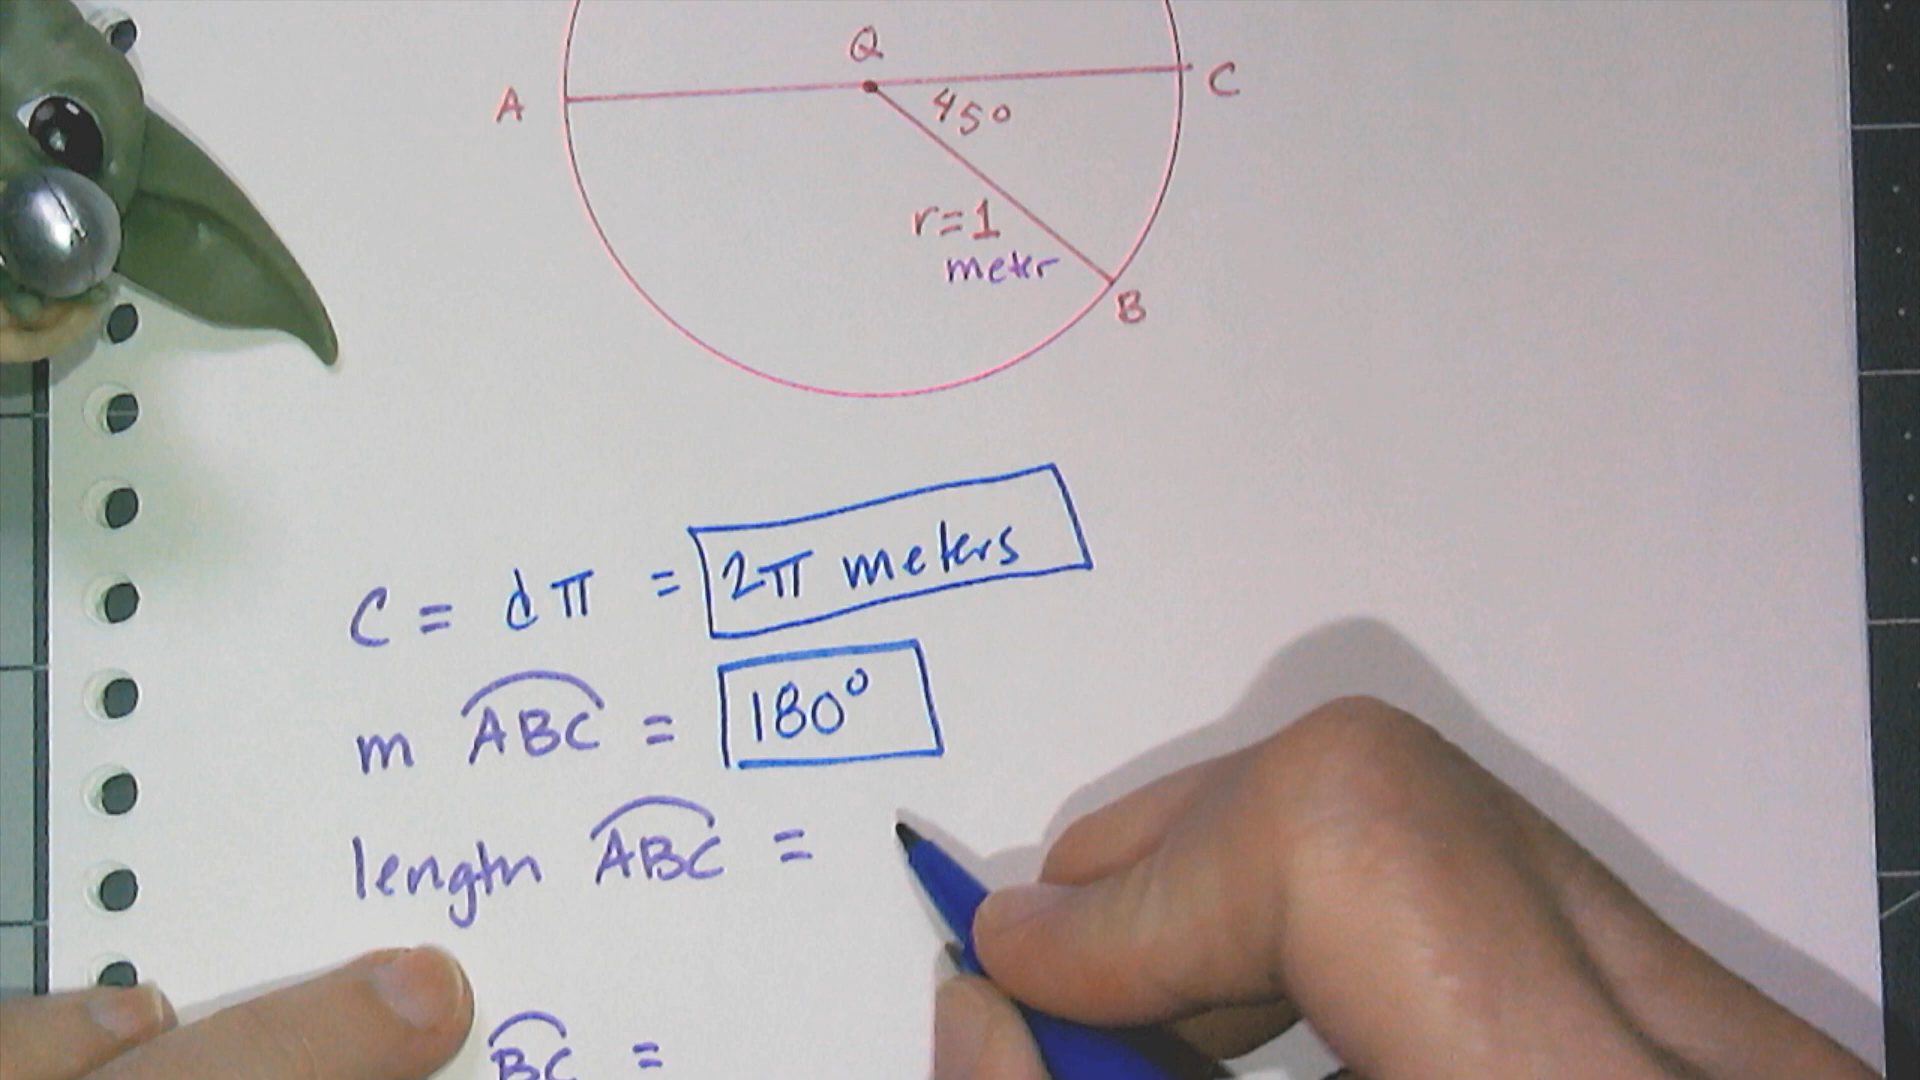 Q
A
C
45°
r=1
meter
B
C = dπ = 2π meters
m ABC = 180°
length ABC =
BC =